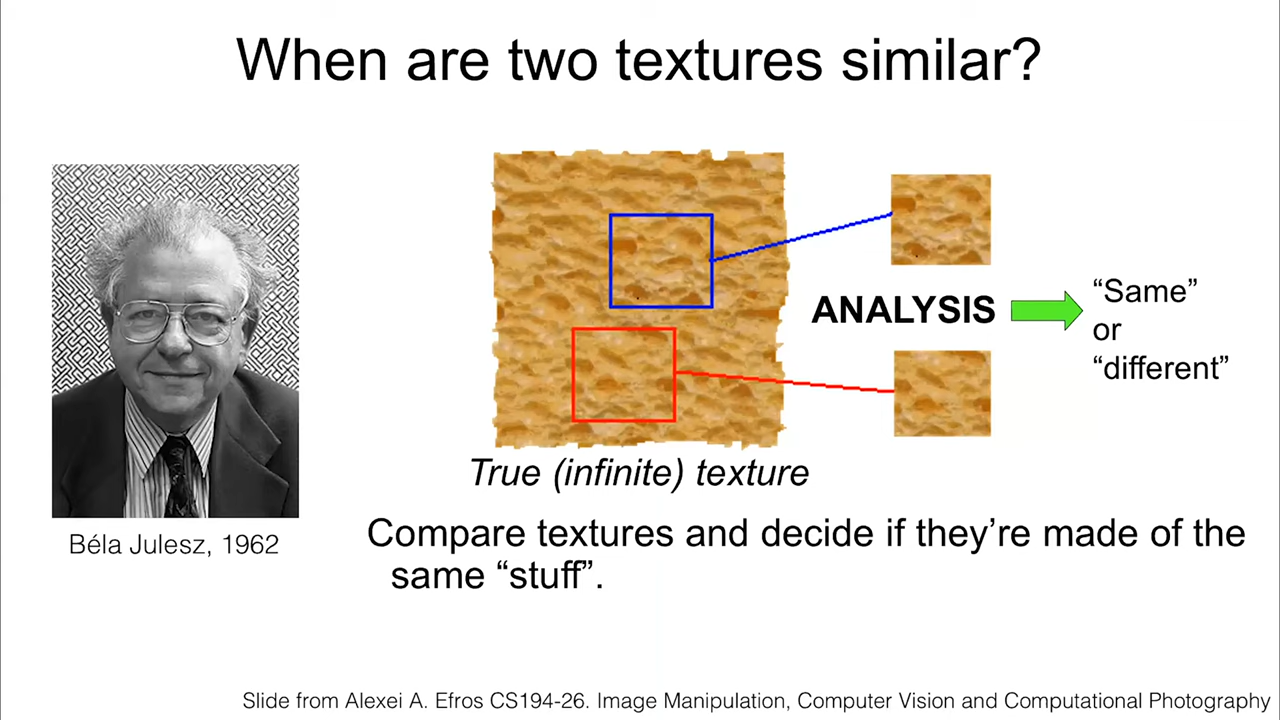 When are two textures similar?
ANALYSIS
“Same”
or
“different”
True (infinite) texture
Béla Julesz, 1962
Compare textures and decide if they’re made of the
same “stuff”.
Slide from Alexei A. Efros CS194-26. Image Manipulation, Computer Vision and Computational Photography